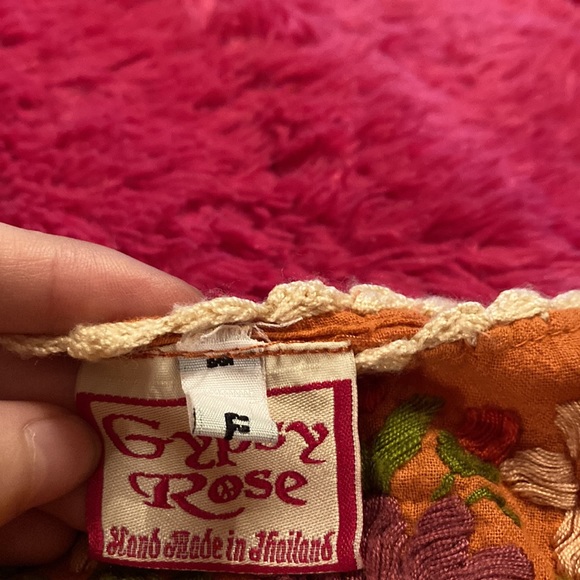 F
Gypsy
Rose
Hand Made in Thailand